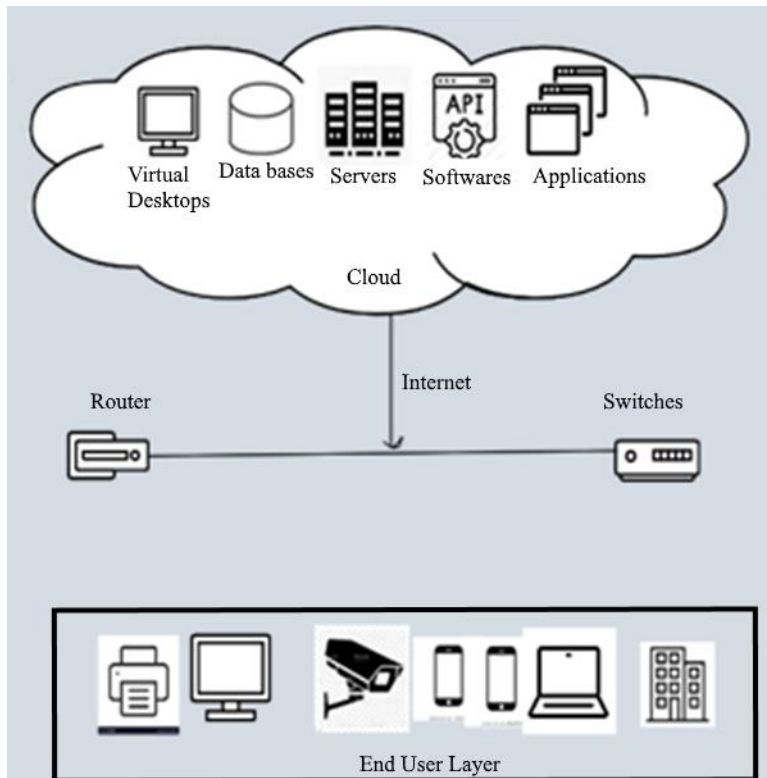 API
Virtual
Desktops
Data bases
Servers
Softwares
Applications
Cloud
Internet
Router
Switches
End User Layer